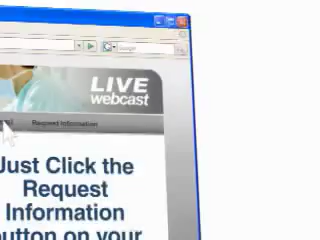 LIVE
webcast
Request Information
Just Click the
Request
Information
button on your